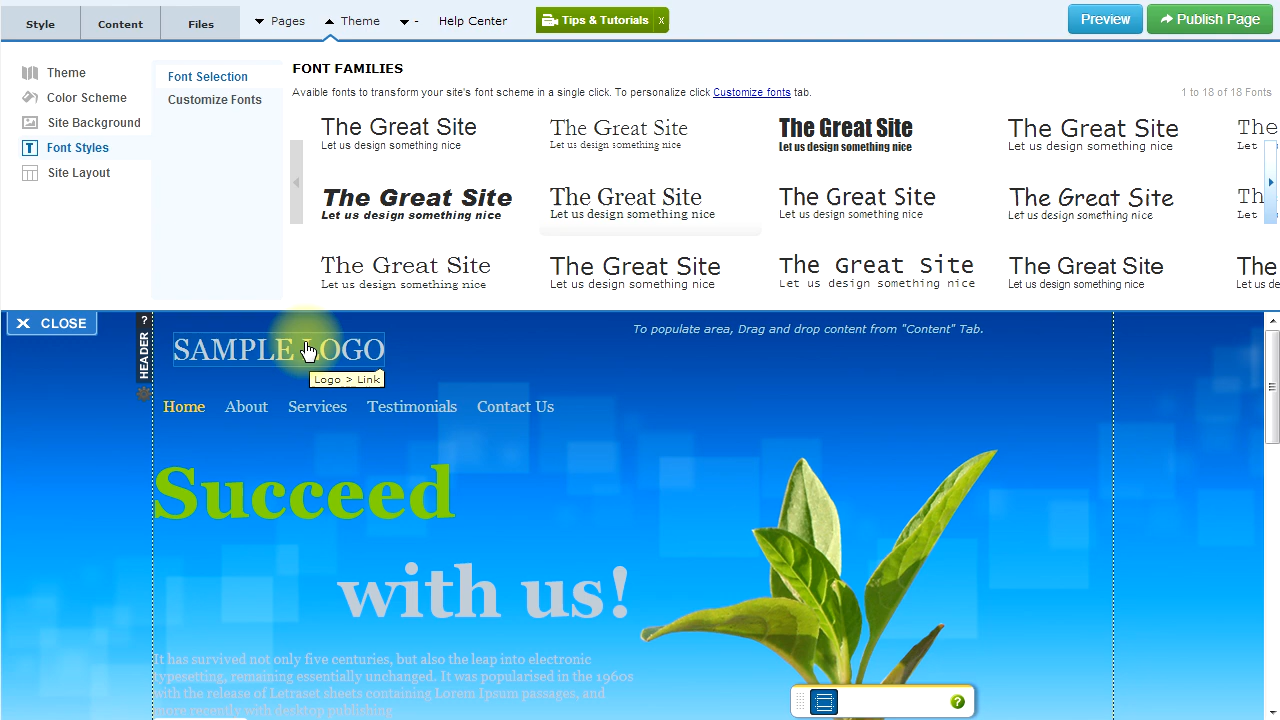 Style Content Files Pages Theme - Help Center Tips & Tutorials x Preview Publish Page
Theme
Color Scheme
Site Background
Font Styles
Site Layout
Font Selection
Customize Fonts
FONT FAMILIES
Avaible fonts to transform your site's font scheme in a single click. To personalize click Customize fonts tab.
1 to 18 of 18 Fonts
The Great Site The Great Site The Great Site The Great Site The
Let us design something nice Let us design something nice Let us design something nice Let us design something nice Let
The Great Site The Great Site The Great Site The Great Site Th
Let us design something nice Let us design something nice Let us design something nice Let us design something nice Let
The Great Site The Great Site The Great Site The Great Site The
Let us design something nice Let us design something nice Let us design something nice Let us design something nice Let us
X CLOSE
HEADER ?
SAMPLE LOGO
To populate area, Drag and drop content from "Content" Tab.
Logo > Link
Home About Services Testimonials Contact Us
Succeed
with us!
It has survived not only five centuries, but also the leap into electronic
typesetting, remaining essentially unchanged. It was popularised in the 1960s
with the release of Letraset sheets containing Lorem Ipsum passages, and
more recently with desktop publishing
?